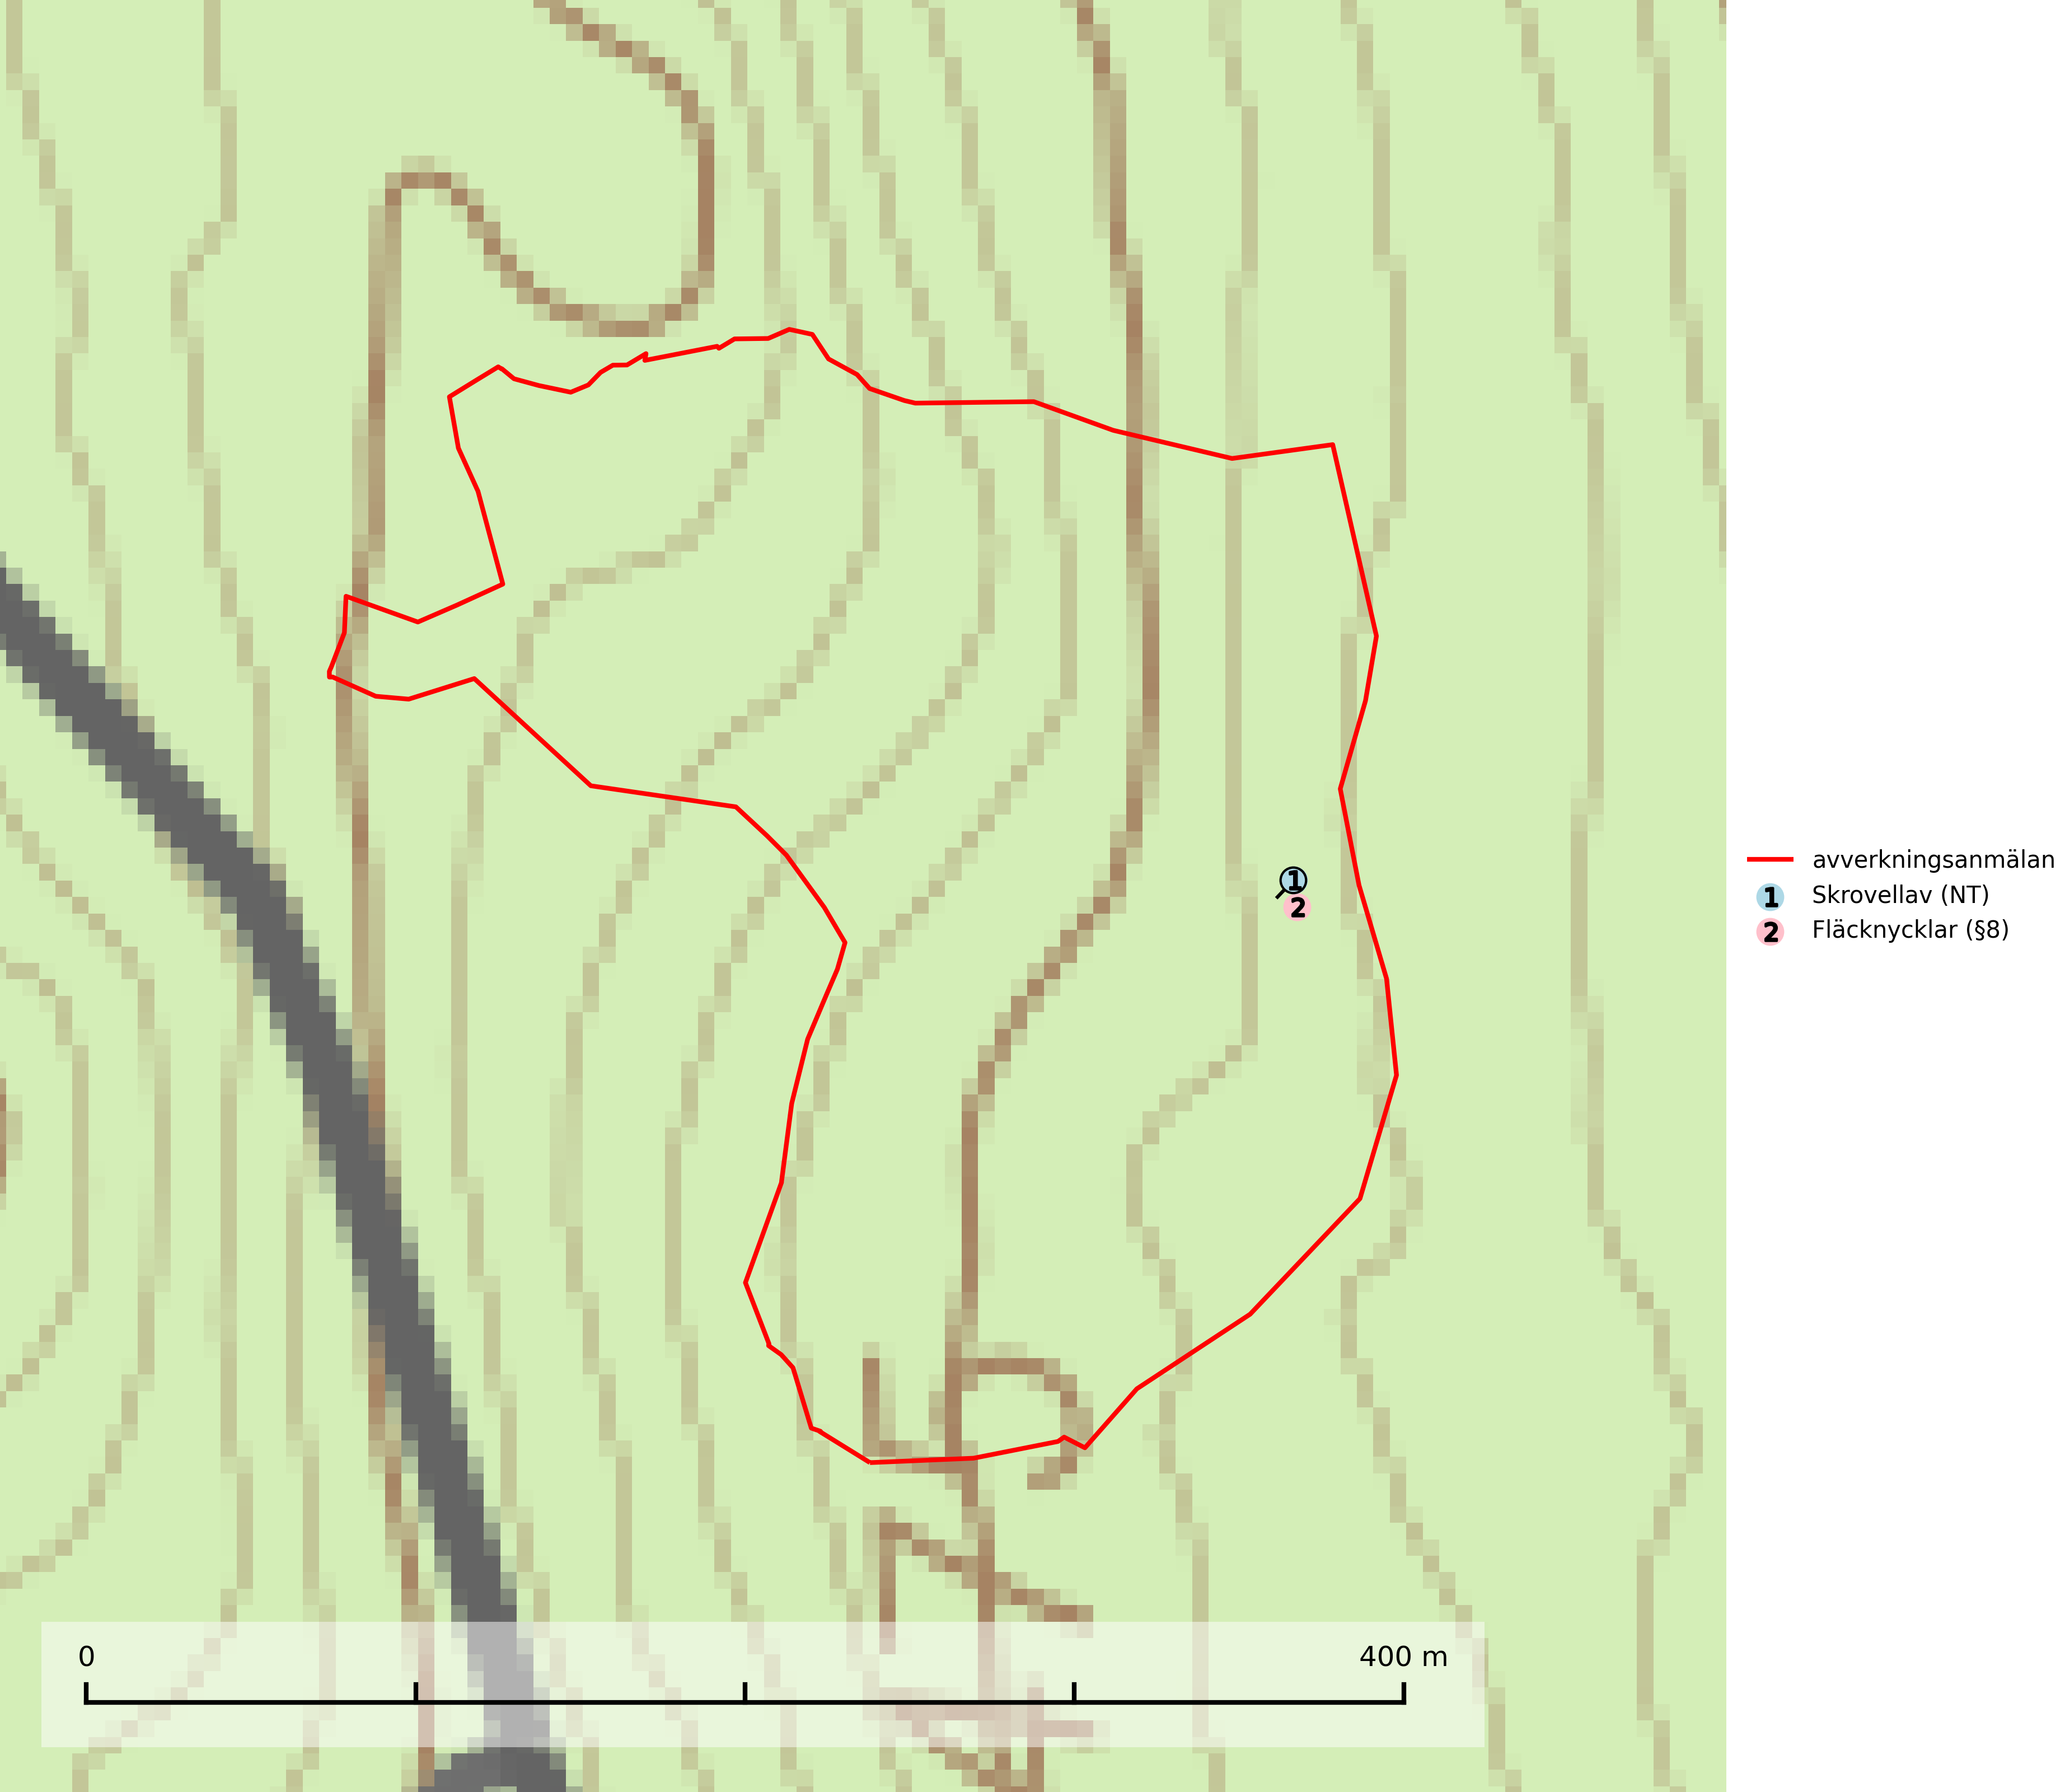 1
2
avverkningsanmälan
1 Skrovellav (NT)
2 Fläcknycklar (§8)
0 400 m